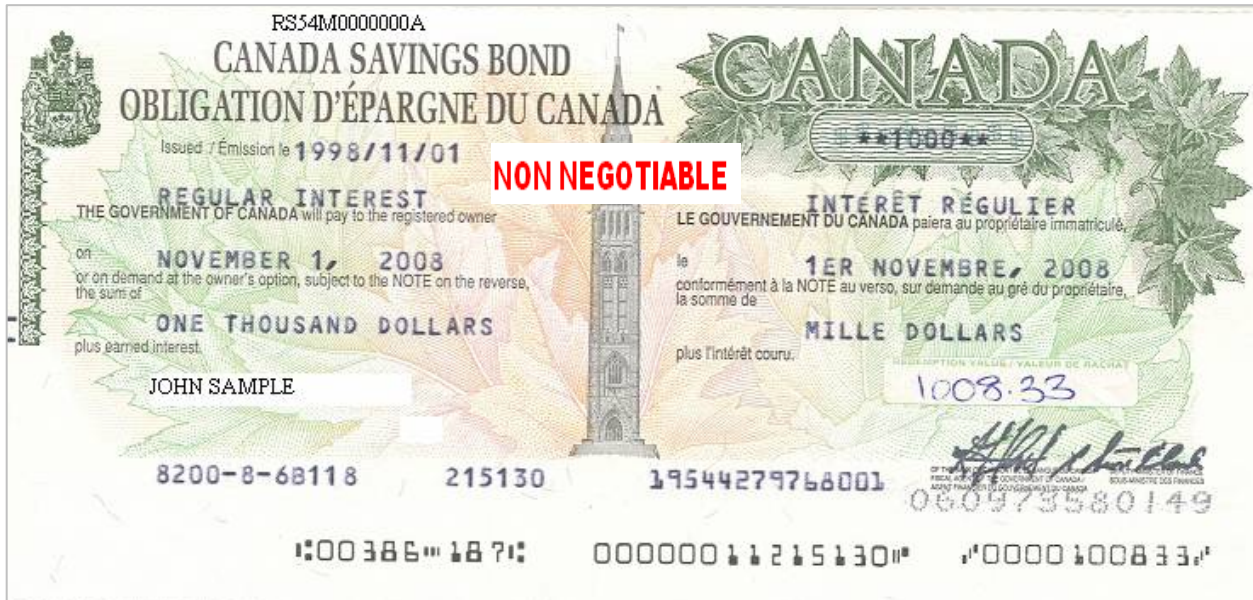 RS54M0000000A
CANADA SAVINGS BOND
OBLIGATION D'ÉPARGNE DU CANADA
Issued / Émission le 1998/11/01
CANADA
**1000**
NON NEGOTIABLE
REGULAR INTEREST
THE GOVERNMENT OF CANADA will pay to the registered owner
on
NOVEMBER 1, 2008
or on demand at the owner's option, subject to the NOTE on the reverse,
the sum of
ONE THOUSAND DOLLARS
plus earned interest.
JOHN SAMPLE
INTÉRÊT RÉGULIER
LE GOUVERNEMENT DU CANADA paiera au propriétaire immatriculé,
le
1ER NOVEMBRE, 2008
conformément à la NOTE au verso, sur demande au gré du propriétaire,
la somme de
MILLE DOLLARS
plus l'intérêt couru.
REDEMPTION VALUE / VALEUR DE RACHAT
1008.33
SOUS-MINISTRE DES FINANCES
8200-8-68118 215130 19544279768001
060973580149
⑆00386⑉187⑆ 00000011215130⑈ ⑇0000100833⑇